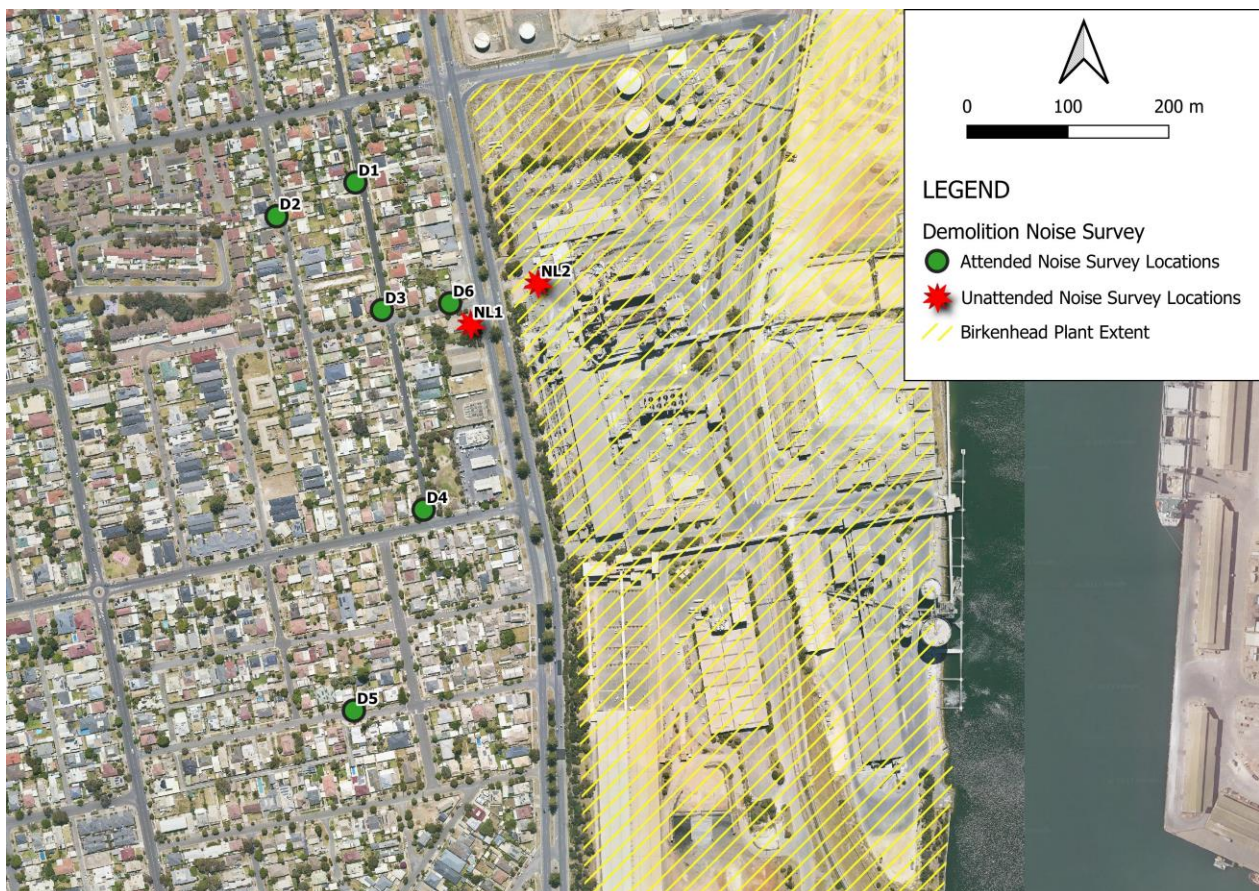 0 100 200 m
LEGEND
Demolition Noise Survey
Attended Noise Survey Locations
Unattended Noise Survey Locations
Birkenhead Plant Extent
D1
D2
NL2
D6
D3
NL1
D4
D5